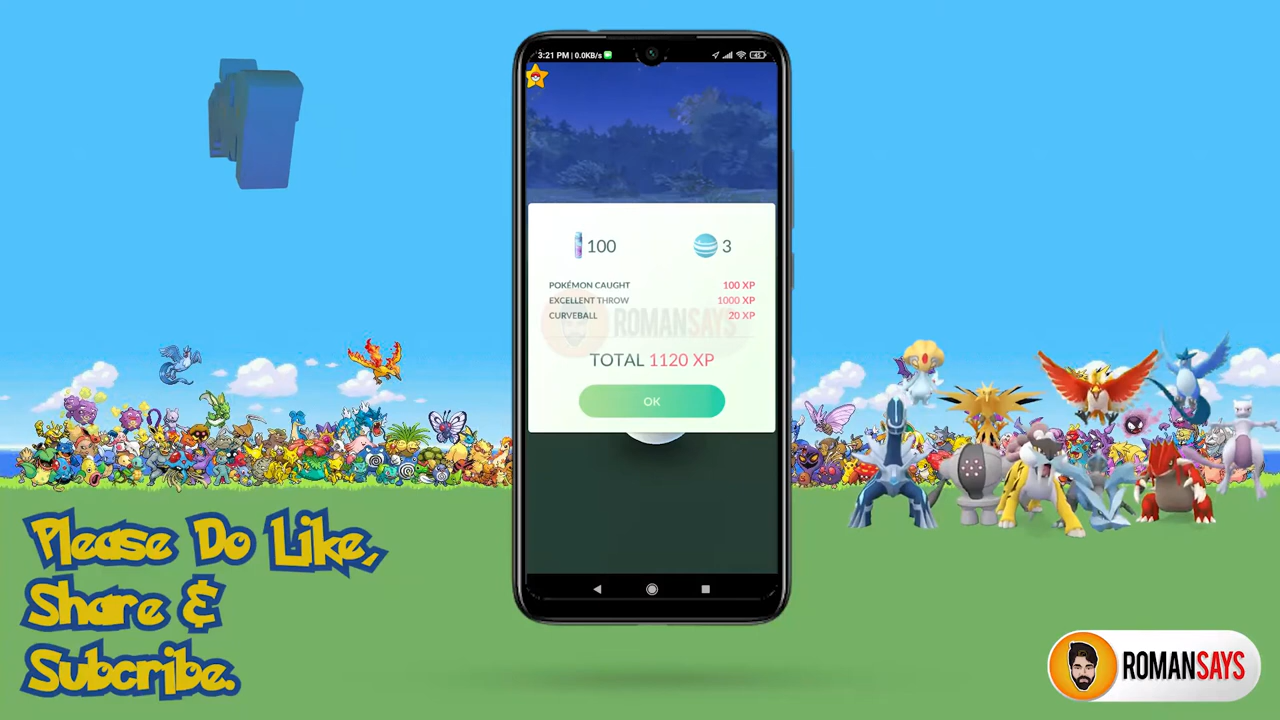 3:21 PM | 0.0KB/s
45
100
3
POKÉMON CAUGHT 100 XP
EXCELLENT THROW 1000 XP
CURVEBALL 20 XP
ROMANSAYS
TOTAL 1120 XP
OK
Please Do Like,
Share &
Subcribe.
ROMANSAYS